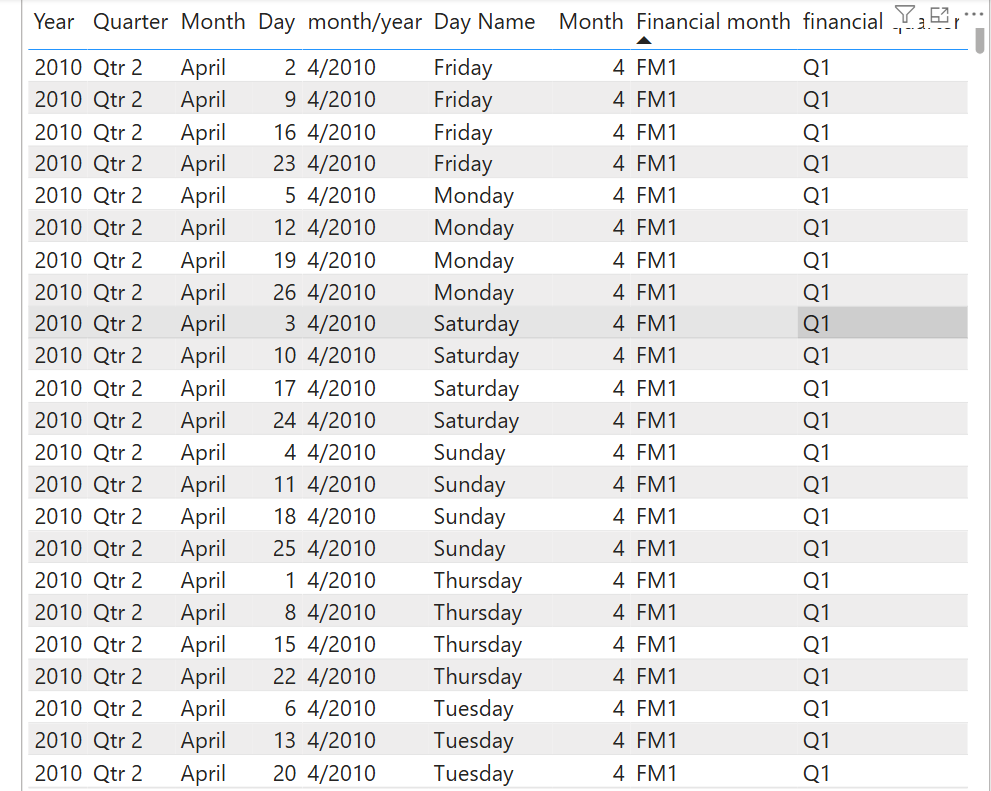 Year Quarter Month Day month/year Day Name Month Financial month financial quarter
2010 Qtr 2 April 2 4/2010 Friday 4 FM1 Q1
2010 Qtr 2 April 9 4/2010 Friday 4 FM1 Q1
2010 Qtr 2 April 16 4/2010 Friday 4 FM1 Q1
2010 Qtr 2 April 23 4/2010 Friday 4 FM1 Q1
2010 Qtr 2 April 5 4/2010 Monday 4 FM1 Q1
2010 Qtr 2 April 12 4/2010 Monday 4 FM1 Q1
2010 Qtr 2 April 19 4/2010 Monday 4 FM1 Q1
2010 Qtr 2 April 26 4/2010 Monday 4 FM1 Q1
2010 Qtr 2 April 3 4/2010 Saturday 4 FM1 Q1
2010 Qtr 2 April 10 4/2010 Saturday 4 FM1 Q1
2010 Qtr 2 April 17 4/2010 Saturday 4 FM1 Q1
2010 Qtr 2 April 24 4/2010 Saturday 4 FM1 Q1
2010 Qtr 2 April 4 4/2010 Sunday 4 FM1 Q1
2010 Qtr 2 April 11 4/2010 Sunday 4 FM1 Q1
2010 Qtr 2 April 18 4/2010 Sunday 4 FM1 Q1
2010 Qtr 2 April 25 4/2010 Sunday 4 FM1 Q1
2010 Qtr 2 April 1 4/2010 Thursday 4 FM1 Q1
2010 Qtr 2 April 8 4/2010 Thursday 4 FM1 Q1
2010 Qtr 2 April 15 4/2010 Thursday 4 FM1 Q1
2010 Qtr 2 April 22 4/2010 Thursday 4 FM1 Q1
2010 Qtr 2 April 6 4/2010 Tuesday 4 FM1 Q1
2010 Qtr 2 April 13 4/2010 Tuesday 4 FM1 Q1
2010 Qtr 2 April 20 4/2010 Tuesday 4 FM1 Q1